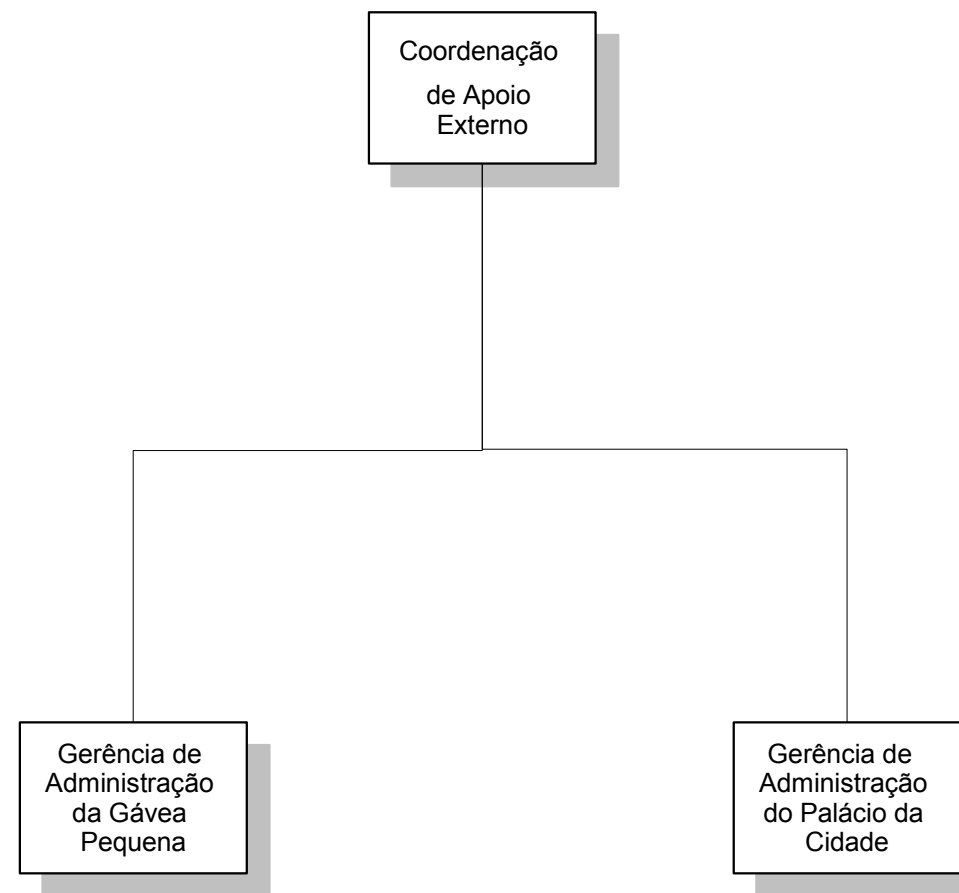 Coordenação
de Apoio
Externo
Gerência de
Administração
da Gávea
Pequena
Gerência de
Administração
do Palácio da
Cidade